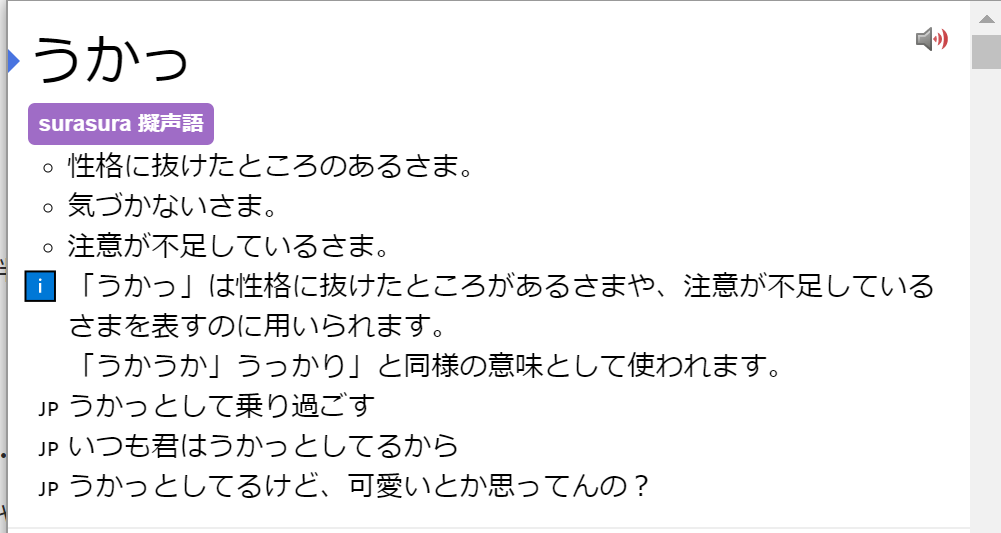 うかっ
surasura 擬声語
性格に抜けたところのあるさま。
気づかないさま。
注意が不足しているさま。
i 「うかっ」は性格に抜けたところがあるさまや、注意が不足している
さまを表すのに用いられます。
「うかうか」うっかり」と同様の意味として使われます。
JP うかっとして乗り過ごす
JP いつも君はうかっとしてるから
JP うかっとしてるけど、可愛いとか思ってんの？